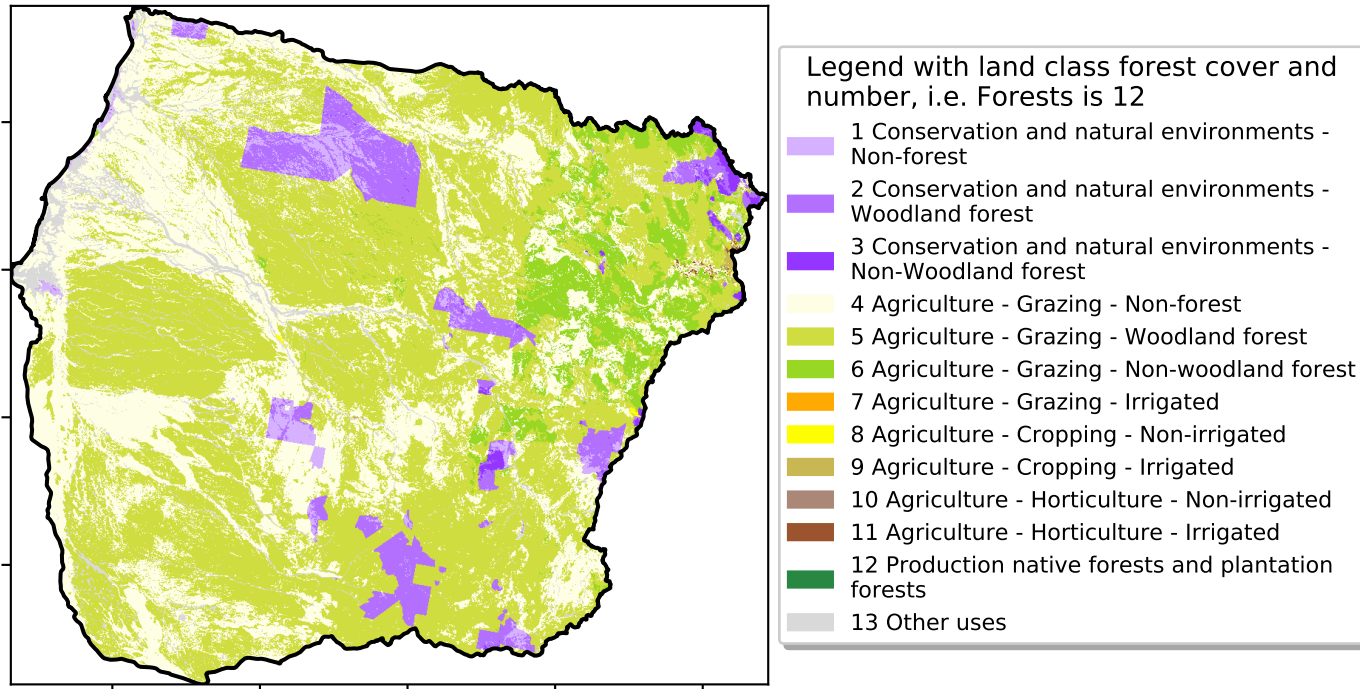 Legend with land class forest cover and
number, i.e. Forests is 12
1 Conservation and natural environments -
Non-forest
2 Conservation and natural environments -
Woodland forest
3 Conservation and natural environments -
Non-Woodland forest
4 Agriculture - Grazing - Non-forest
5 Agriculture - Grazing - Woodland forest
6 Agriculture - Grazing - Non-woodland forest
7 Agriculture - Grazing - Irrigated
8 Agriculture - Cropping - Non-irrigated
9 Agriculture - Cropping - Irrigated
10 Agriculture - Horticulture - Non-irrigated
11 Agriculture - Horticulture - Irrigated
12 Production native forests and plantation
forests
13 Other uses